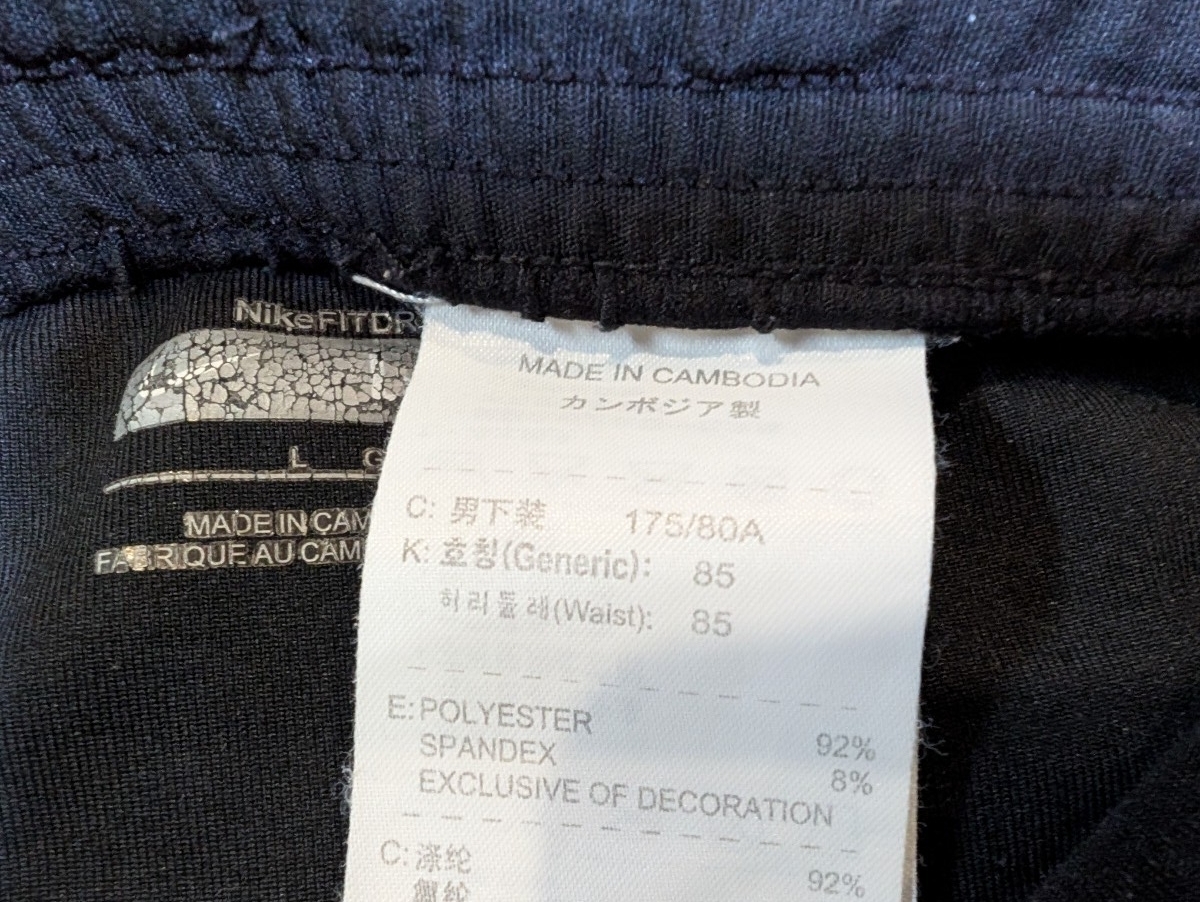 NikeFITDR
L G
MADE IN CAM
FABRIQUE AU CAM
MADE IN CAMBODIA
カンボジア製
C: 男下装 175/80A
K: 호칭(Generic): 85
허리둘레(Waist): 85
E: POLYESTER 92%
SPANDEX 8%
EXCLUSIVE OF DECORATION
C: 涤纶 92%